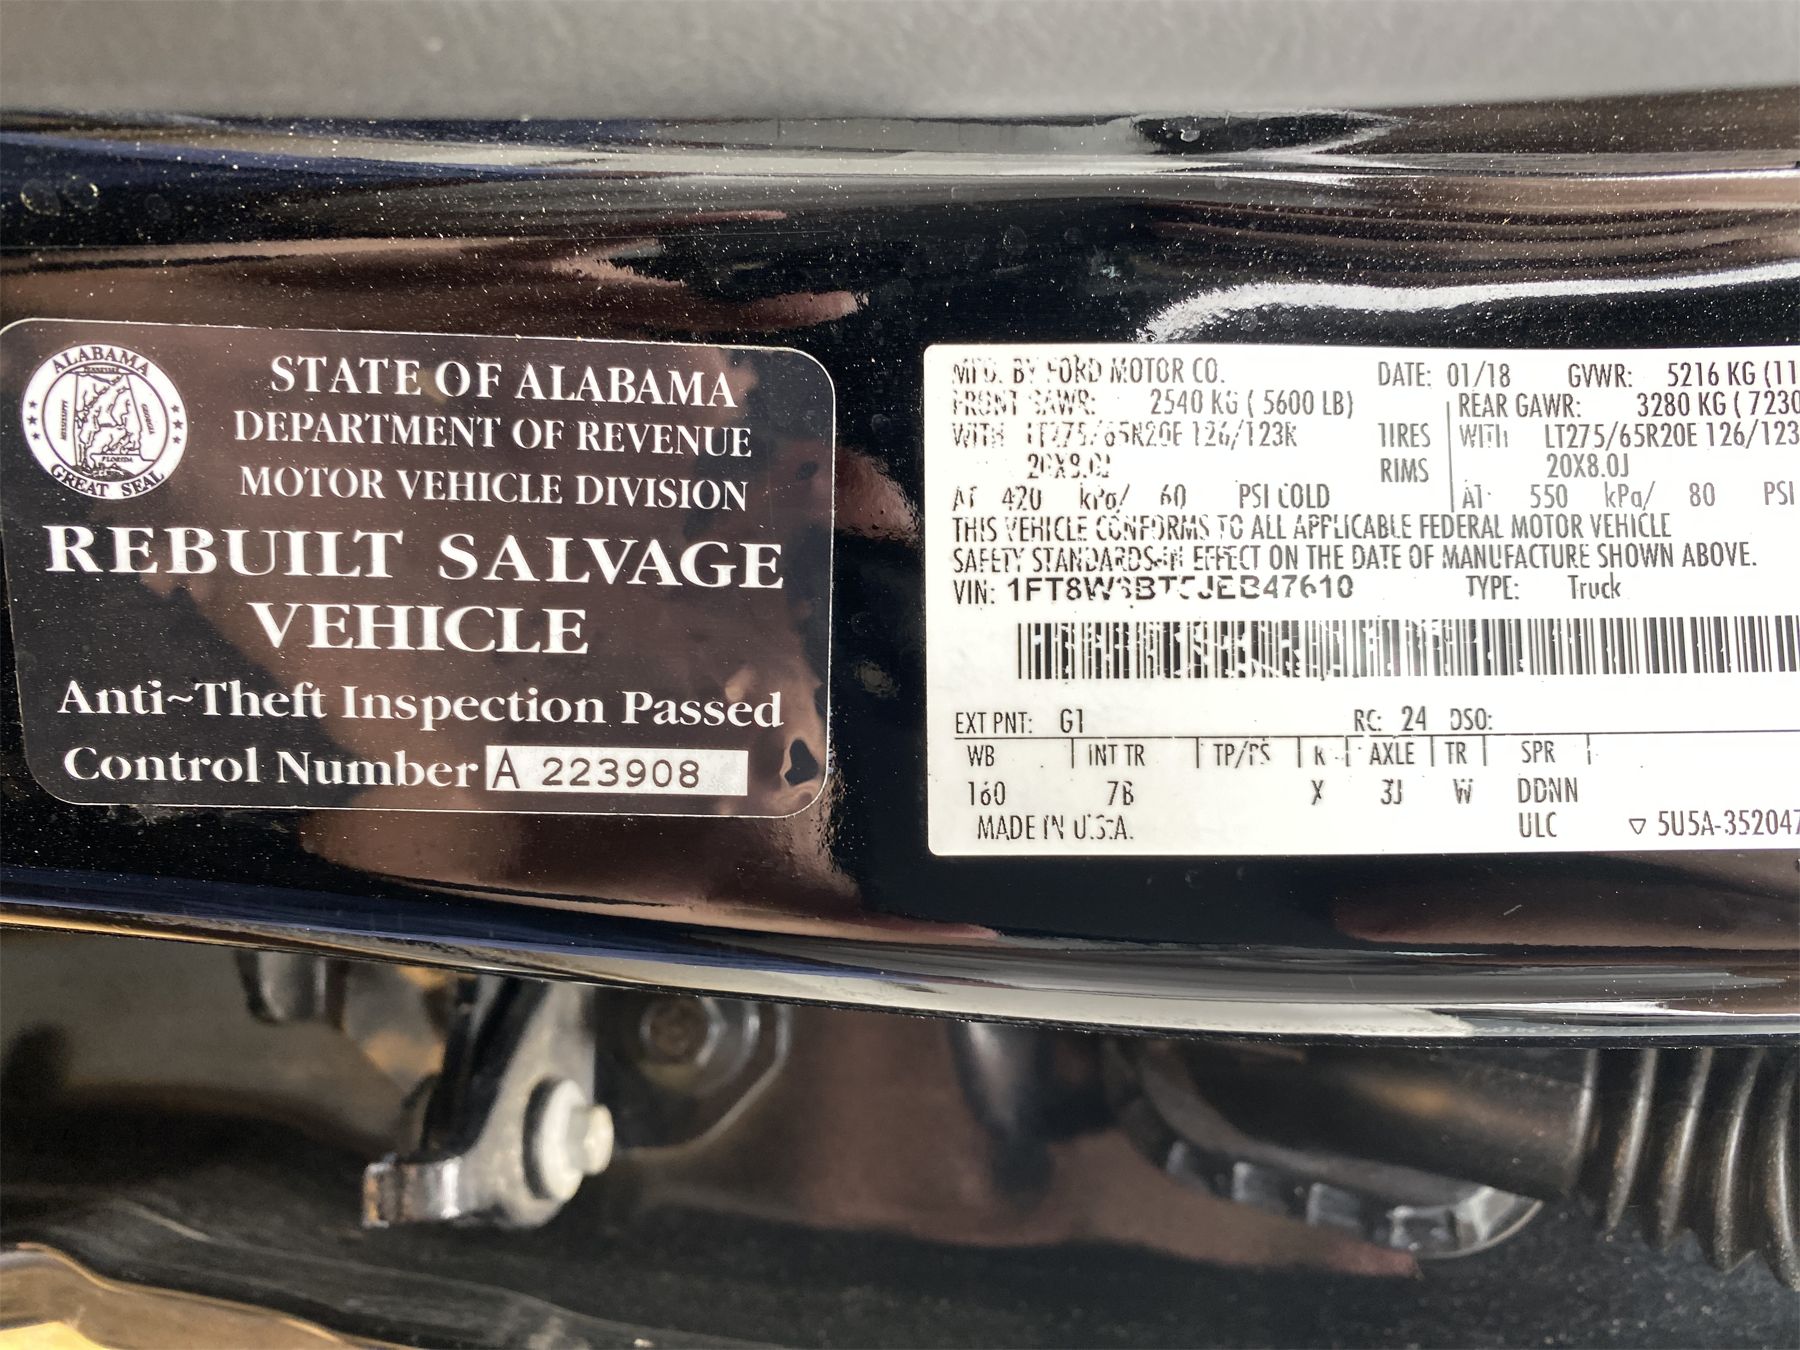 ALABAMA
TENNESSEE
MISSISSIPPI
GEORGIA
FLORIDA
GREAT SEAL
STATE OF ALABAMA
DEPARTMENT OF REVENUE
MOTOR VEHICLE DIVISION
REBUILT SALVAGE
VEHICLE
Anti~Theft Inspection Passed
Control Number A 223908
MFD. BY FORD MOTOR CO. DATE: 01/18 GVWR: 5216 KG (11
FRONT GAWR: 2540 KG ( 5600 LB) REAR GAWR: 3280 KG ( 7230
WITH LT275/65R20E 126/123R TIRES WITH LT275/65R20E 126/123
20X8.0J RIMS 20X8.0J
AT 420 kPa/ 60 PSI COLD AT 550 kPa/ 80 PSI
THIS VEHICLE CONFORMS TO ALL APPLICABLE FEDERAL MOTOR VEHICLE
SAFETY STANDARDS IN EFFECT ON THE DATE OF MANUFACTURE SHOWN ABOVE.
VIN: TYPE: Truck
EXT PNT: G1 RC: 24 DSO:
WB INT TR TP/PS R AXLE TR SPR
160 7B X 3J W DDNN
MADE IN U.S.A. ULC ▽ 5U5A-352047